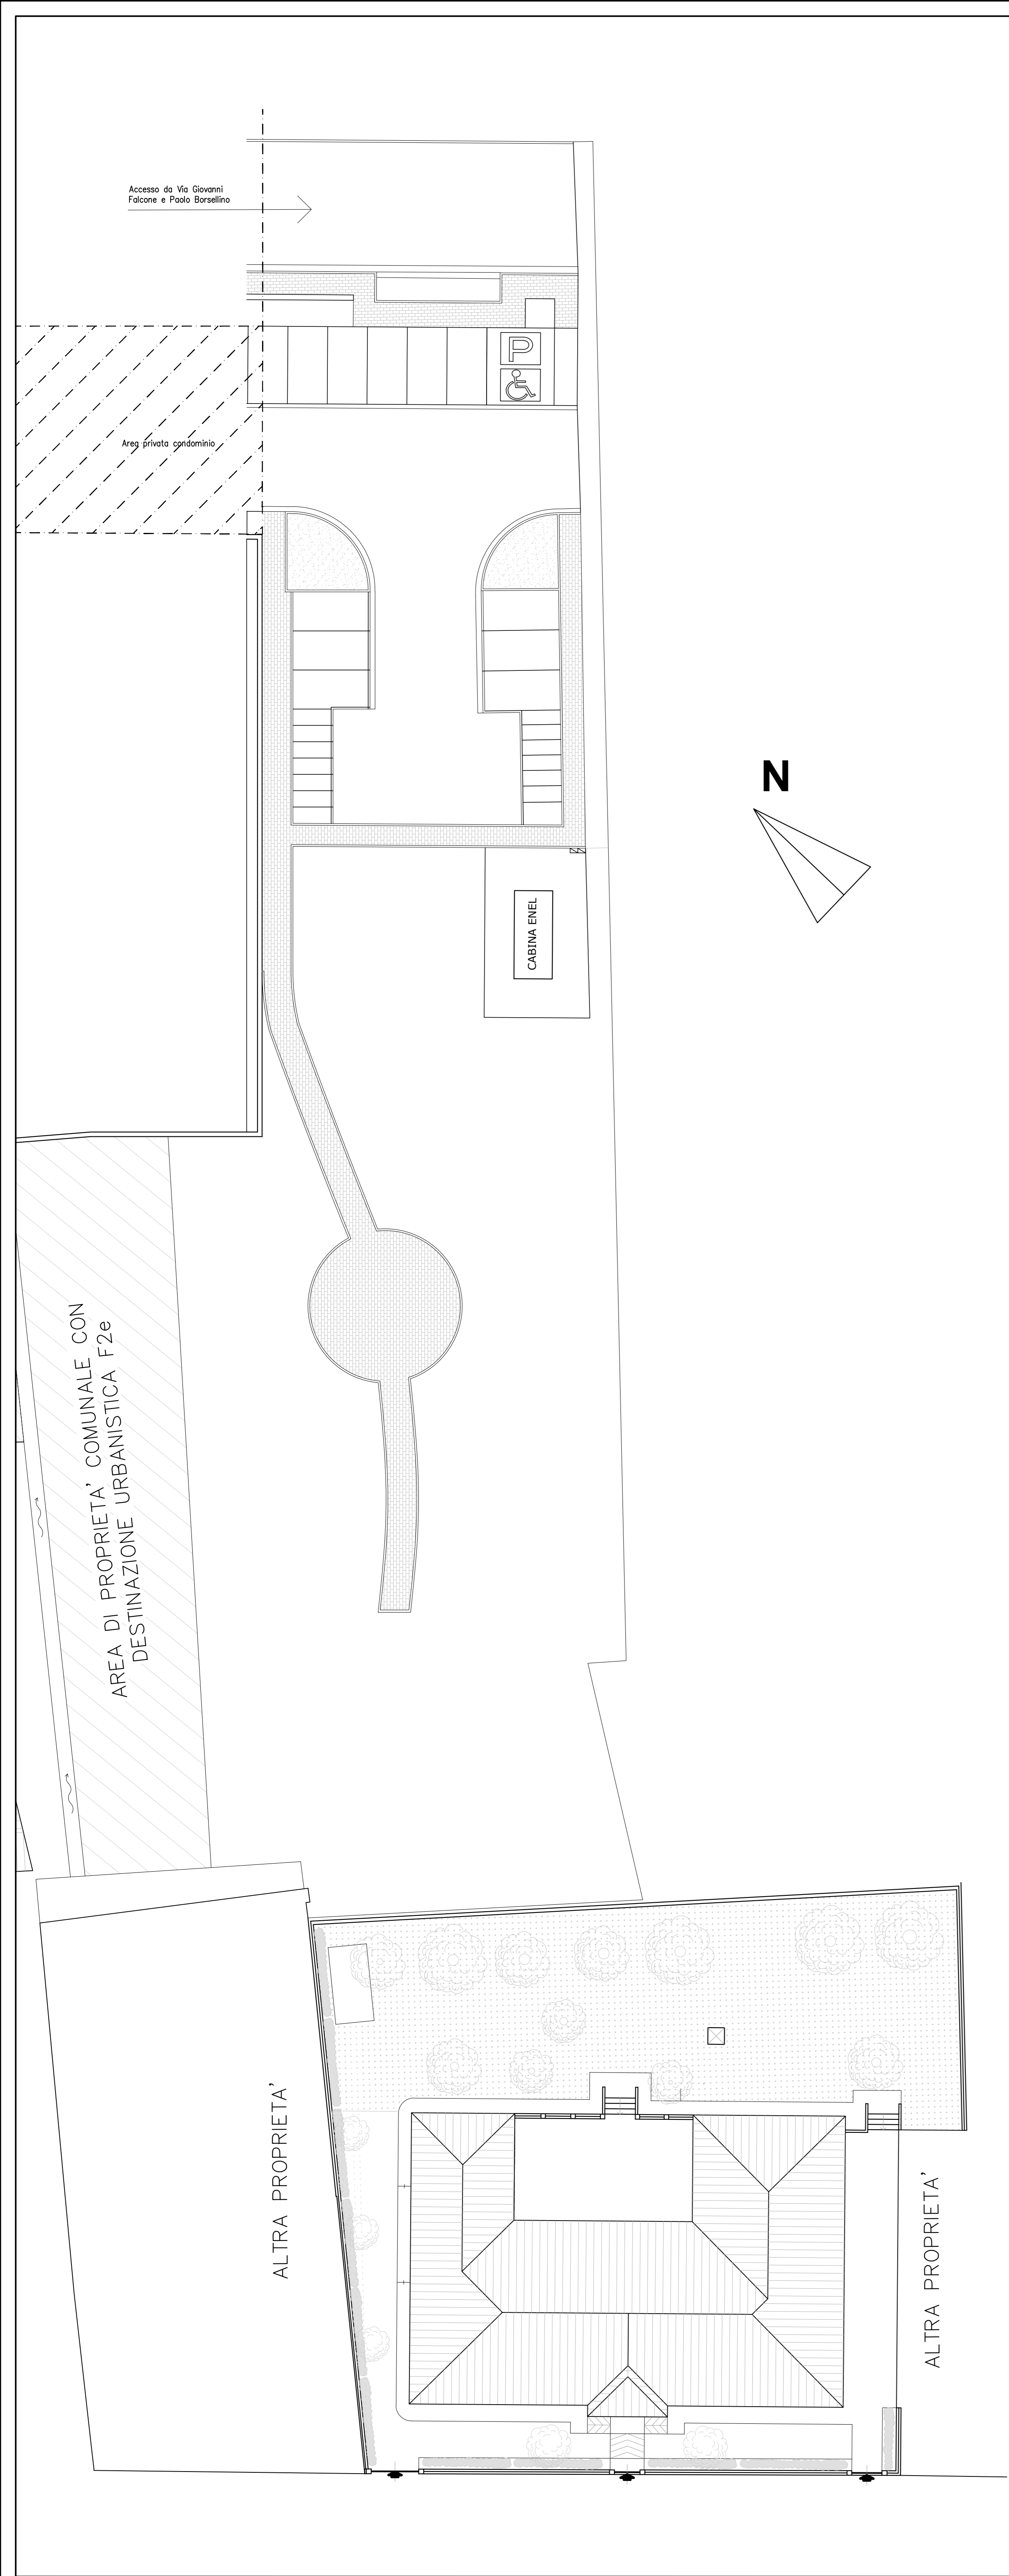 Accesso da Via Giovanni
Falcone e Paolo Borsellino
P
Area privata condominio
N
CABINA ENEL
AREA DI PROPRIETA' COMUNALE CON
DESTINAZIONE URBANISTICA F2e
ALTRA PROPRIETA'
ALTRA PROPRIETA'